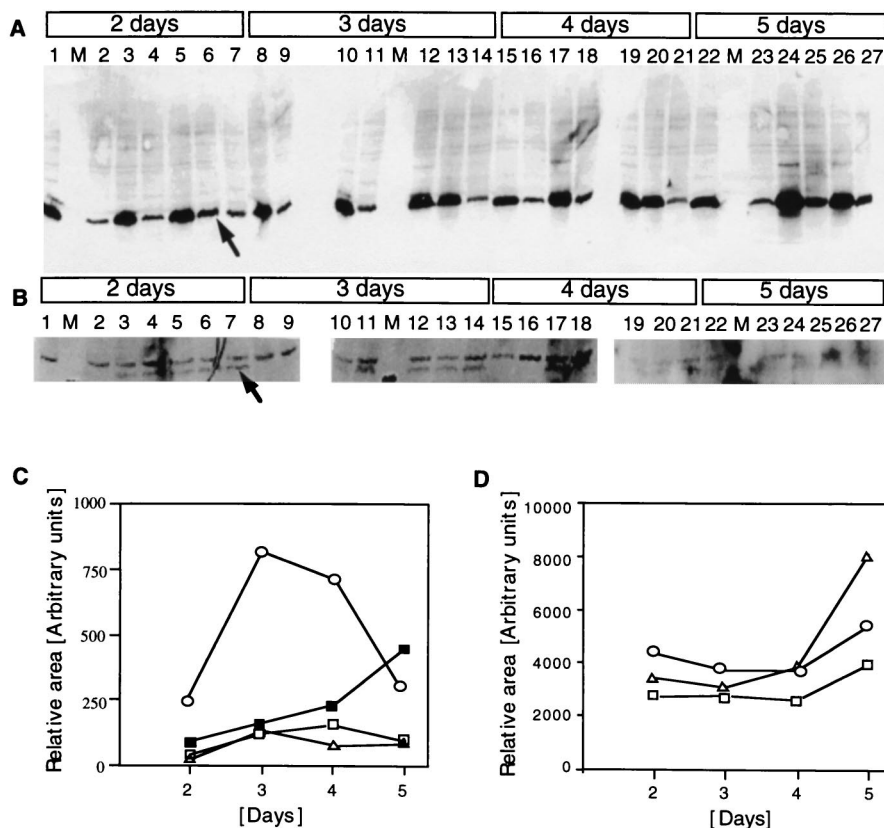 A
2 days 3 days 4 days 5 days
1 M 2 3 4 5 6 7 8 9 10 11 M 12 13 14 15 16 17 18 19 20 21 22 M 23 24 25 26 27
B
2 days 3 days 4 days 5 days
1 M 2 3 4 5 6 7 8 9 10 11 M 12 13 14 15 16 17 18 19 20 21 22 M 23 24 25 26 27
C
Relative area [Arbitrary units]
1000
750
500
250
0
2 3 4 5
[Days]
D
Relative area [Arbitrary units]
10000
8000
6000
4000
2000
0
2 3 4 5
[Days]